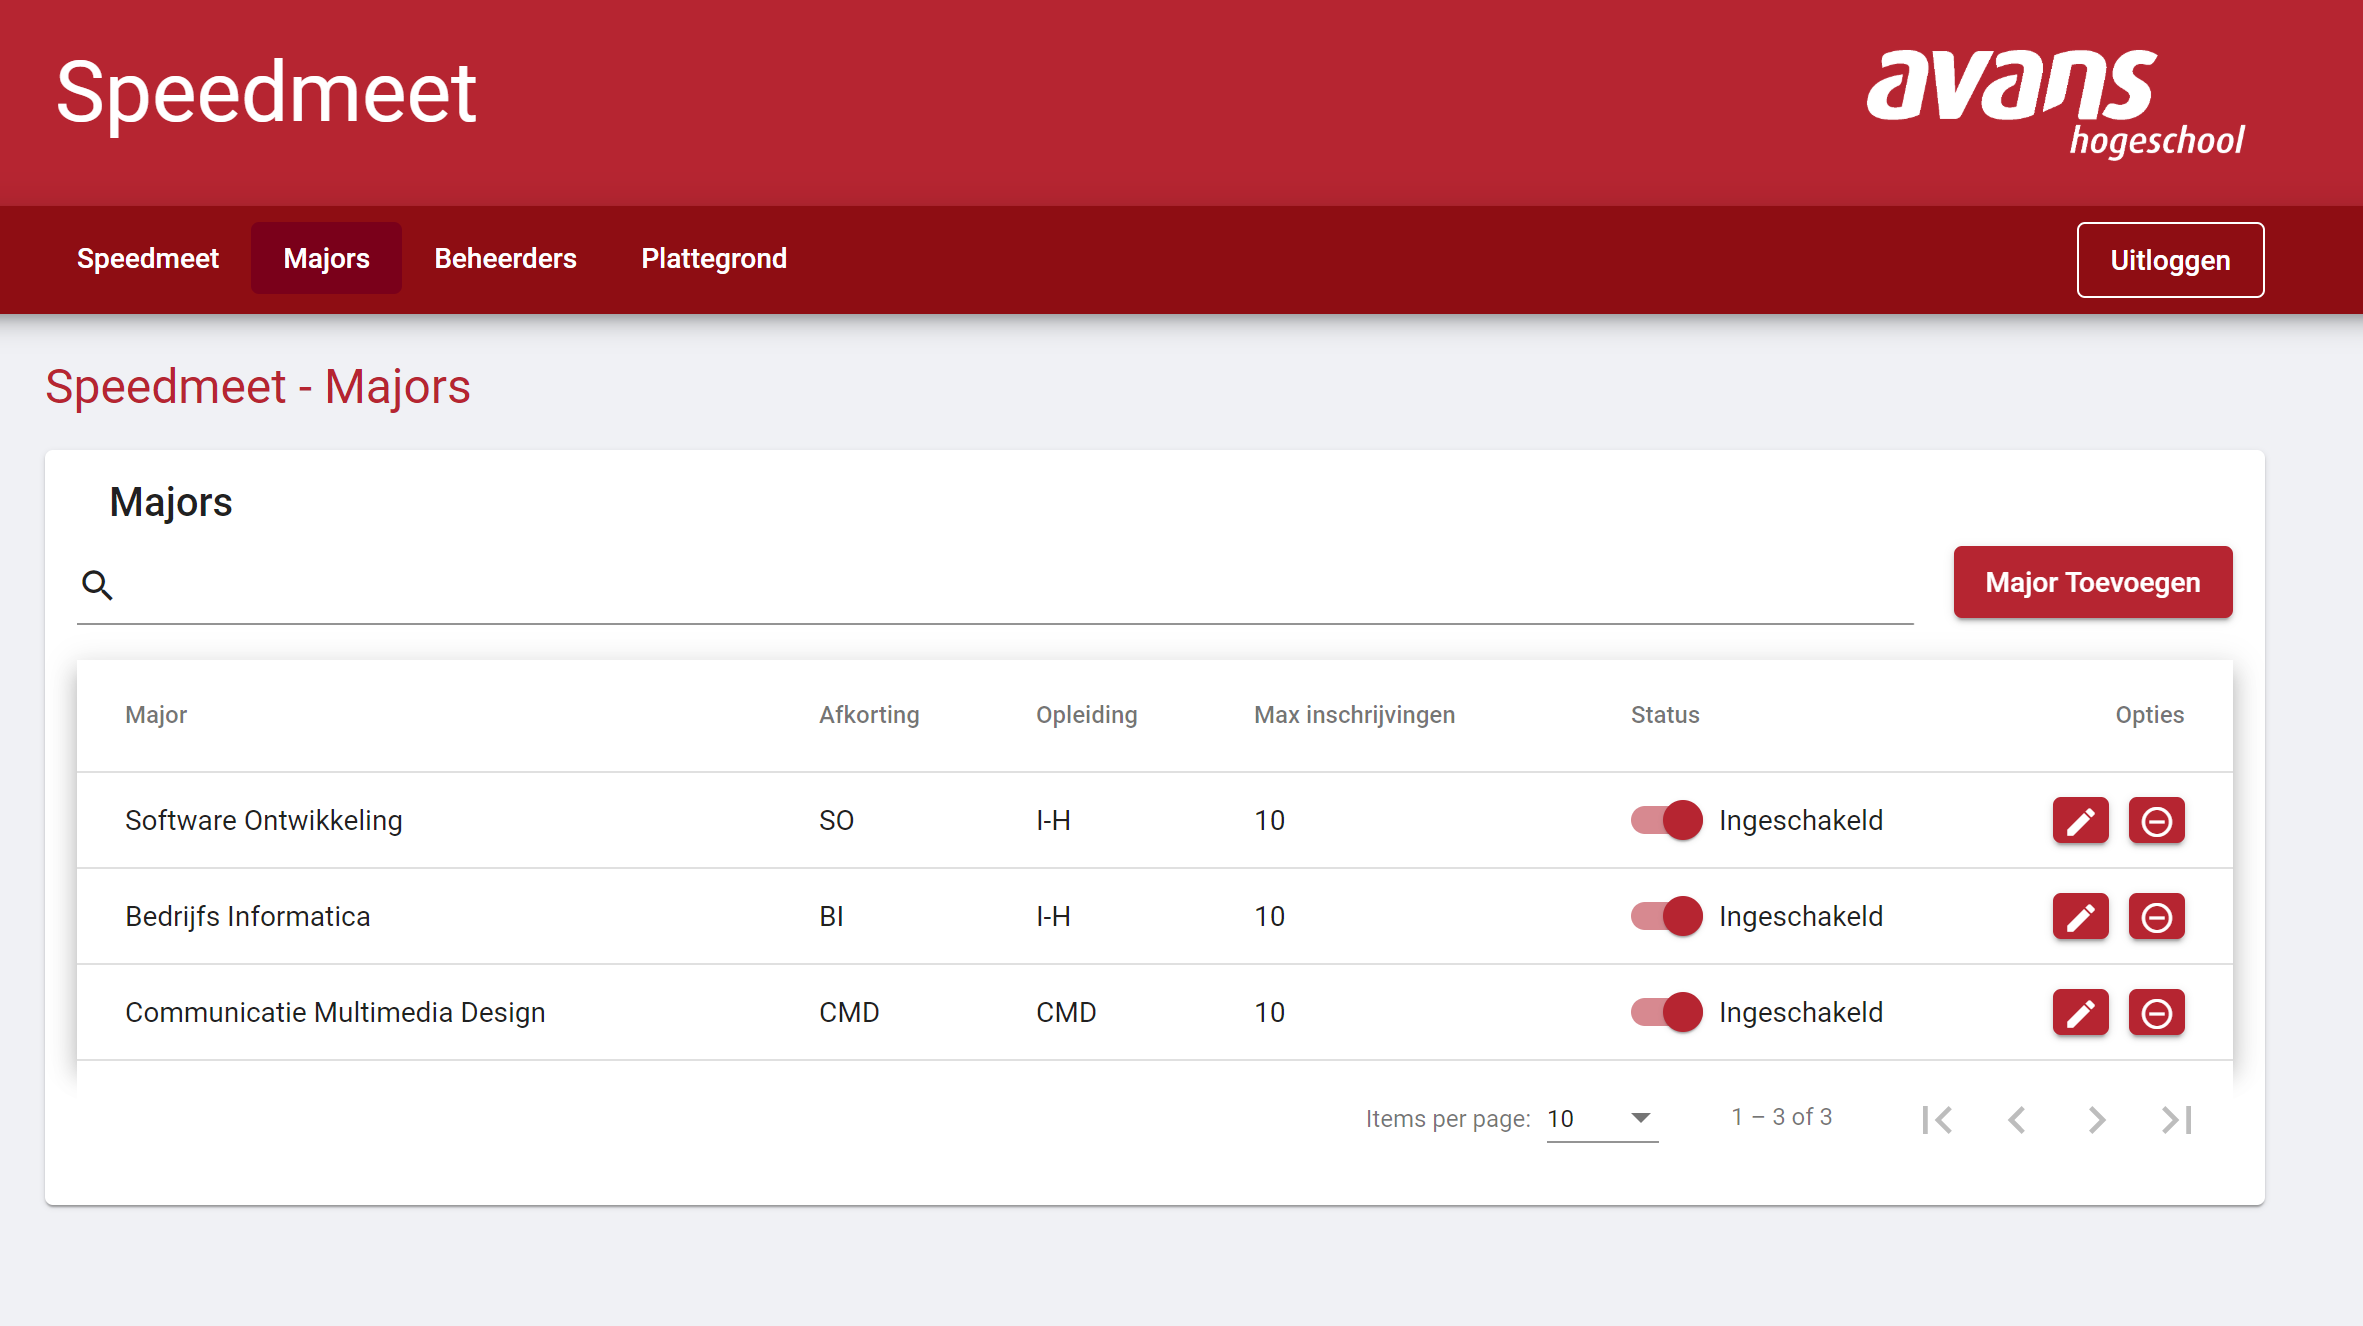 Speedmeet
avans
hogeschool
Speedmeet Majors Beheerders Plattegrond Uitloggen
Speedmeet - Majors
Majors
Major Toevoegen
Major Afkorting Opleiding Max inschrijvingen Status Opties
Software Ontwikkeling SO I-H 10 Ingeschakeld
Bedrijfs Informatica BI I-H 10 Ingeschakeld
Communicatie Multimedia Design CMD CMD 10 Ingeschakeld
Items per page: 10 1 – 3 of 3